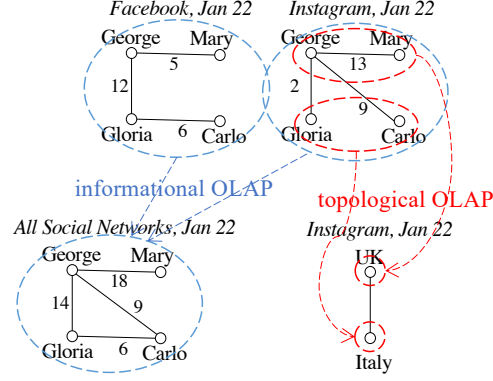 Facebook, Jan 22
Instagram, Jan 22
George
Mary
George
Mary
5
13
12
2
9
6
Gloria
Carlo
Gloria
Carlo
informational OLAP
topological OLAP
All Social Networks, Jan 22
Instagram, Jan 22
George
Mary
UK
18
14
9
6
Gloria
Carlo
Italy